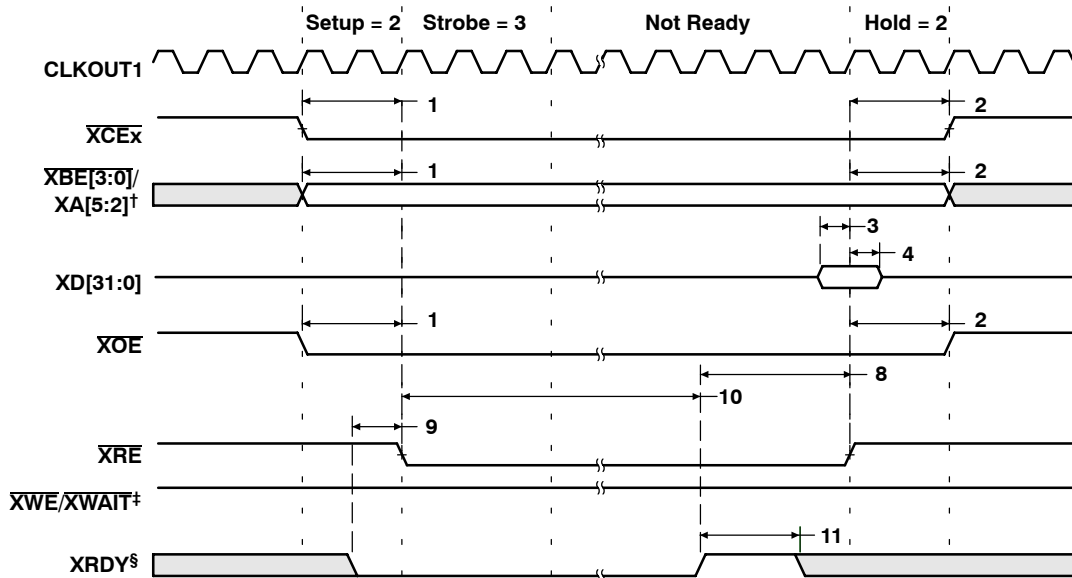 Setup = 2 Strobe = 3 Not Ready Hold = 2
CLKOUT1
1 2
XCEx
1 2
XBE[3:0]/
XA[5:2]†
3
4
XD[31:0]
1 2
XOE
8
10
9
XRE
XWE/XWAIT‡
11
XRDY§